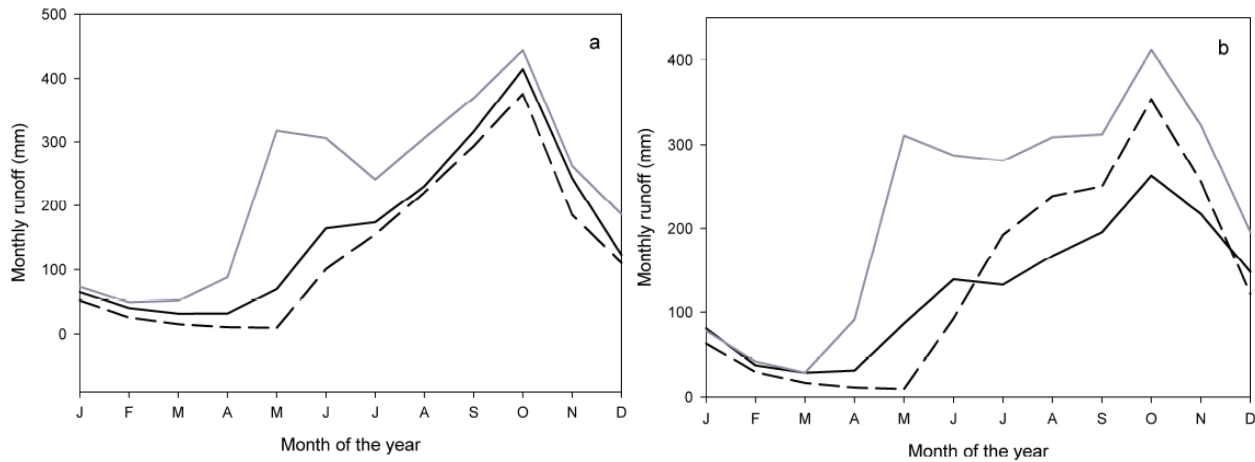 500
400
300
200
100
0
Monthly runoff (mm)
a
J F M A M J J A S O N D
Month of the year
400
300
200
100
0
Monthly runoff (mm)
b
J F M A M J J A S O N D
Month of the year